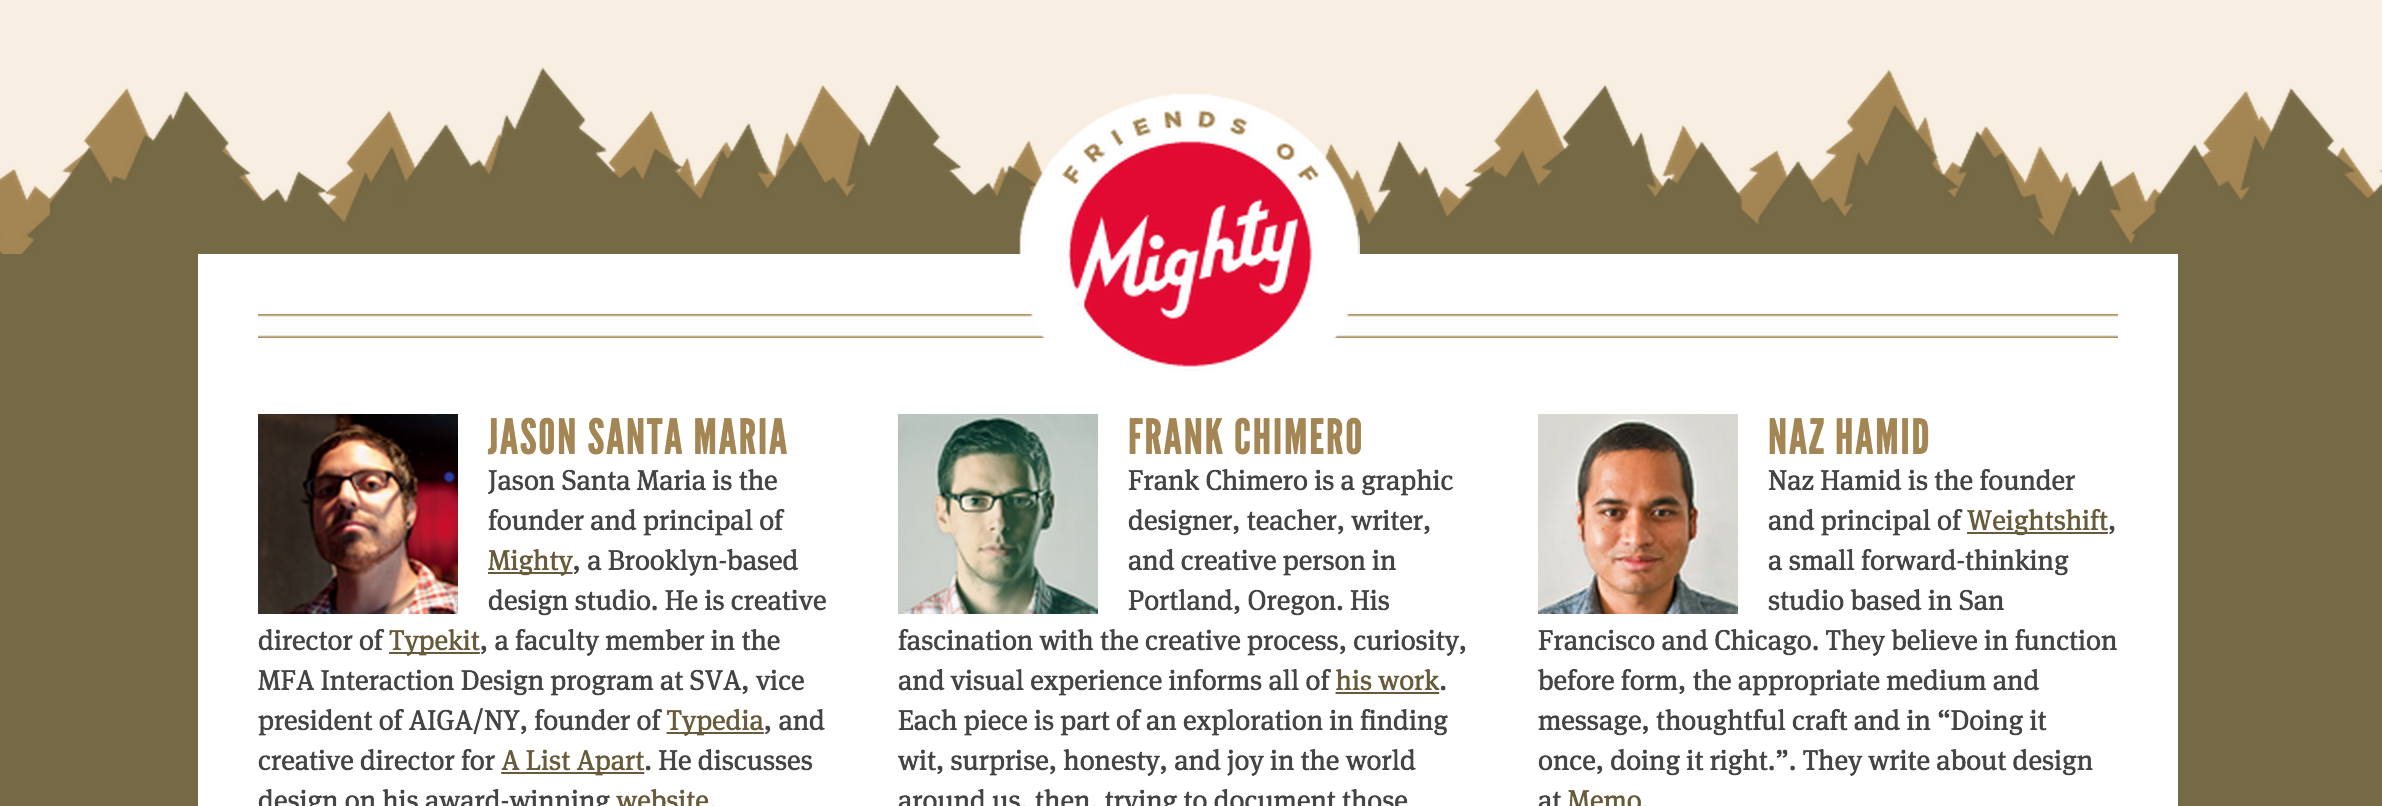 FRIENDS OF
Mighty
JASON SANTA MARIA
Jason Santa Maria is the
founder and principal of
Mighty, a Brooklyn-based
design studio. He is creative
director of Typekit, a faculty member in the
MFA Interaction Design program at SVA, vice
president of AIGA/NY, founder of Typedia, and
creative director for A List Apart. He discusses
design on his award-winning website.
FRANK CHIMERO
Frank Chimero is a graphic
designer, teacher, writer,
and creative person in
Portland, Oregon. His
fascination with the creative process, curiosity,
and visual experience informs all of his work.
Each piece is part of an exploration in finding
wit, surprise, honesty, and joy in the world
around us, then, trying to document those
NAZ HAMID
Naz Hamid is the founder
and principal of Weightshift,
a small forward-thinking
studio based in San
Francisco and Chicago. They believe in function
before form, the appropriate medium and
message, thoughtful craft and in “Doing it
once, doing it right.”. They write about design
at Memo.